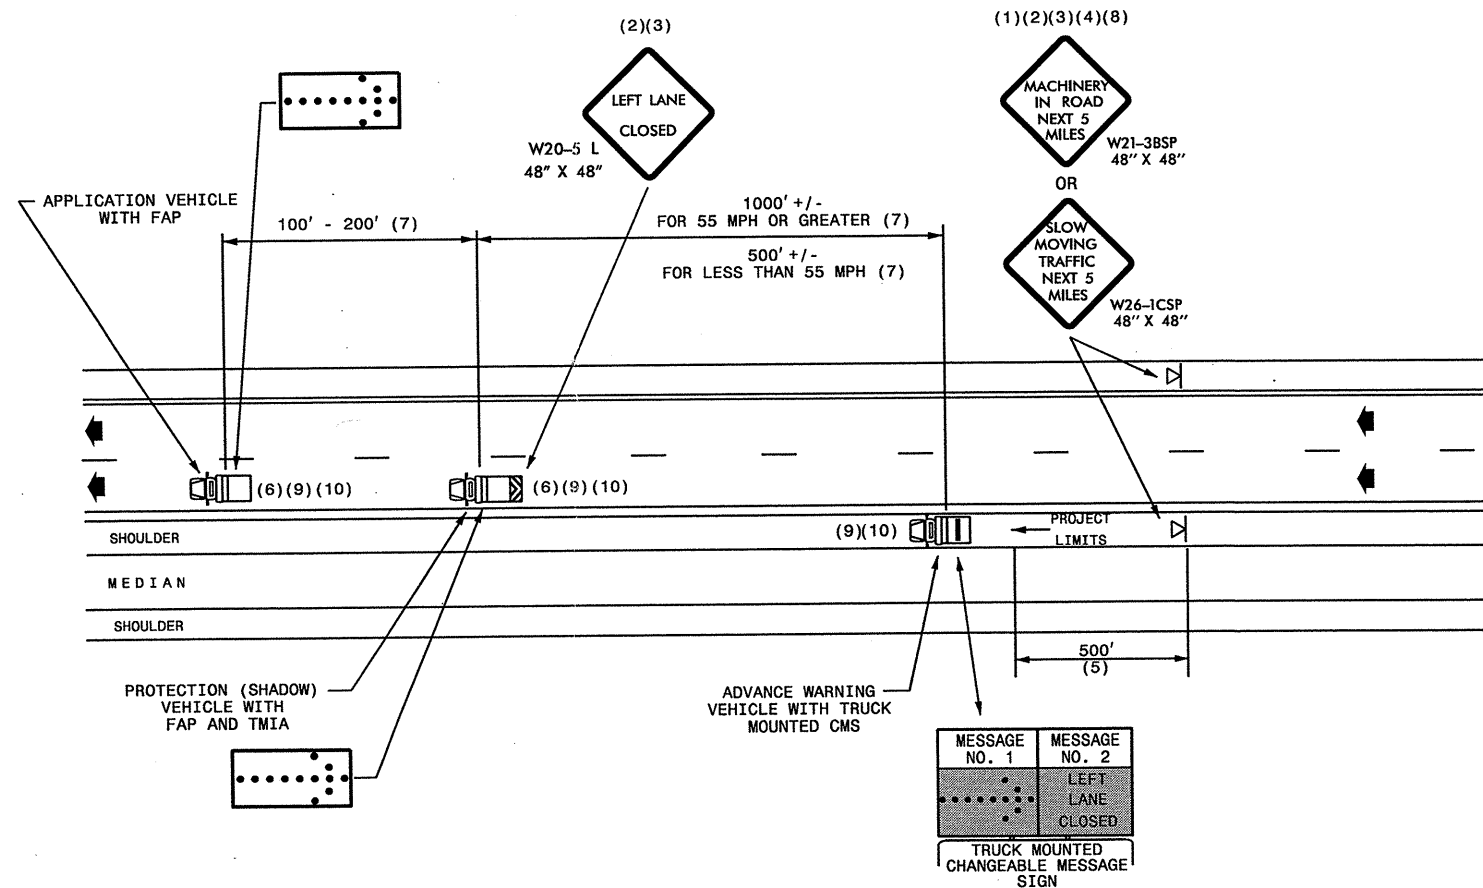 (2)(3)
(1)(2)(3)(4)(8)
LEFT LANE
CLOSED
W20-5 L
48" X 48"
MACHINERY
IN ROAD
NEXT 5
MILES
W21-3BSP
48" X 48"
OR
SLOW
MOVING
TRAFFIC
NEXT 5
MILES
W26-1CSP
48" X 48"
APPLICATION VEHICLE
WITH FAP
100' - 200' (7)
1000' +/-
FOR 55 MPH OR GREATER (7)
500' +/-
FOR LESS THAN 55 MPH (7)
(6)(9)(10)
(6)(9)(10)
(9)(10)
PROJECT
LIMITS
SHOULDER
MEDIAN
SHOULDER
500'
(5)
PROTECTION (SHADOW)
VEHICLE WITH
FAP AND TMIA
ADVANCE WARNING
VEHICLE WITH TRUCK
MOUNTED CMS
MESSAGE
NO. 1
MESSAGE
NO. 2
LEFT
LANE
CLOSED
TRUCK MOUNTED
CHANGEABLE MESSAGE
SIGN